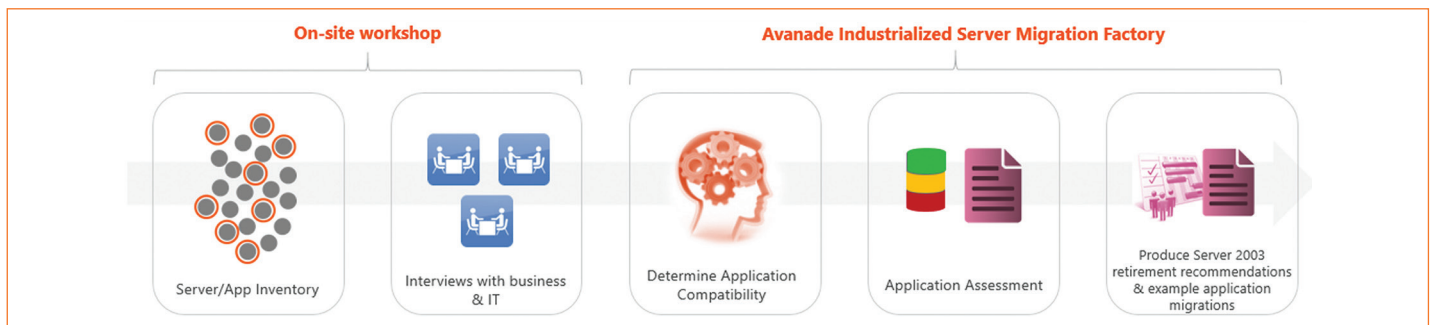 On-site workshop
Avanade Industrialized Server Migration Factory
Server/App Inventory
Interviews with business
& IT
Determine Application
Compatibility
Application Assessment
Produce Server 2003
retirement recommendations
& example application
migrations